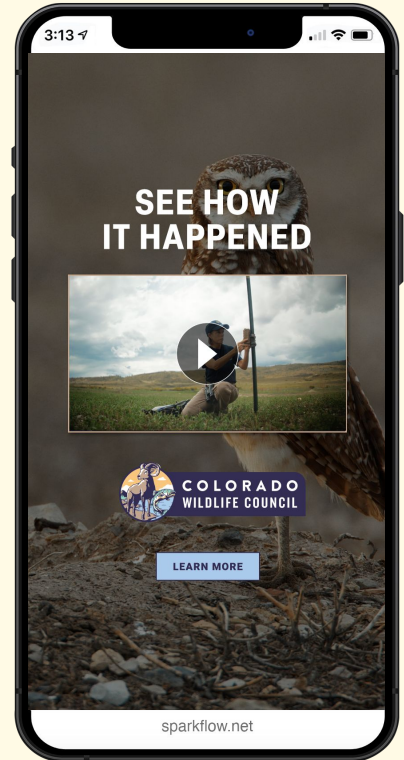 3:13
SEE HOW
IT HAPPENED
COLORADO
WILDLIFE COUNCIL
LEARN MORE
sparkflow.net